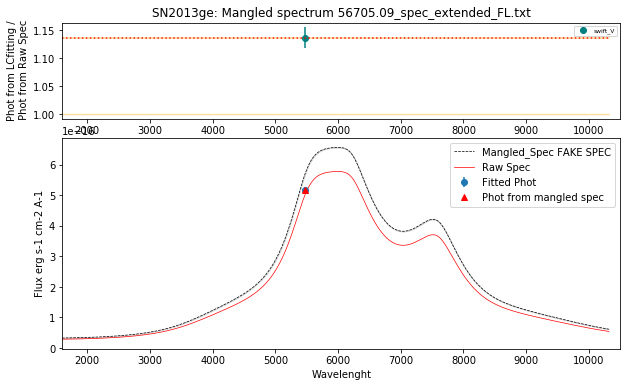 SN2013ge: Mangled spectrum 56705.09_spec_extended_FL.txt
Phot from LCfitting /
Phot from Raw Spec
1.15
1.10
1.05
1.00
swift_V
2000 3000 4000 5000 6000 7000 8000 9000 10000
1e−16
Flux erg s-1 cm-2 A-1
6
5
4
3
2
1
0
Mangled_Spec FAKE SPEC
Raw Spec
Fitted Phot
Phot from mangled spec
2000 3000 4000 5000 6000 7000 8000 9000 10000
Wavelenght